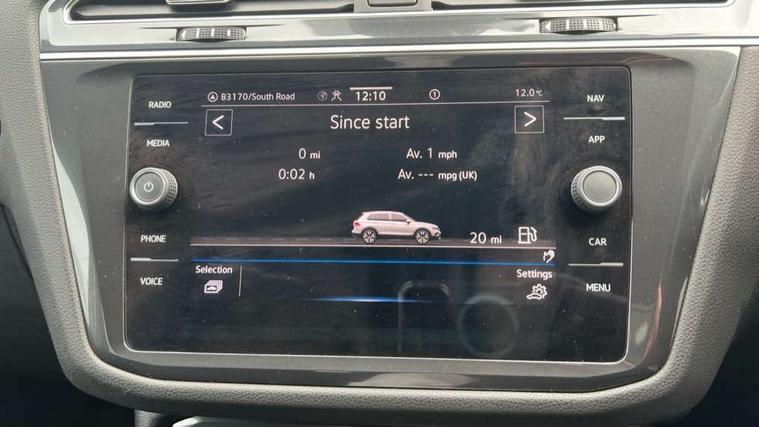 RADIO
MEDIA
PHONE
VOICE
B3170/South Road
12:10
12.0°C
< Since start >
0 mi Av. 1 mph
0:02 h Av. --- mpg (UK)
20 mi
Selection Settings
NAV
APP
CAR
MENU